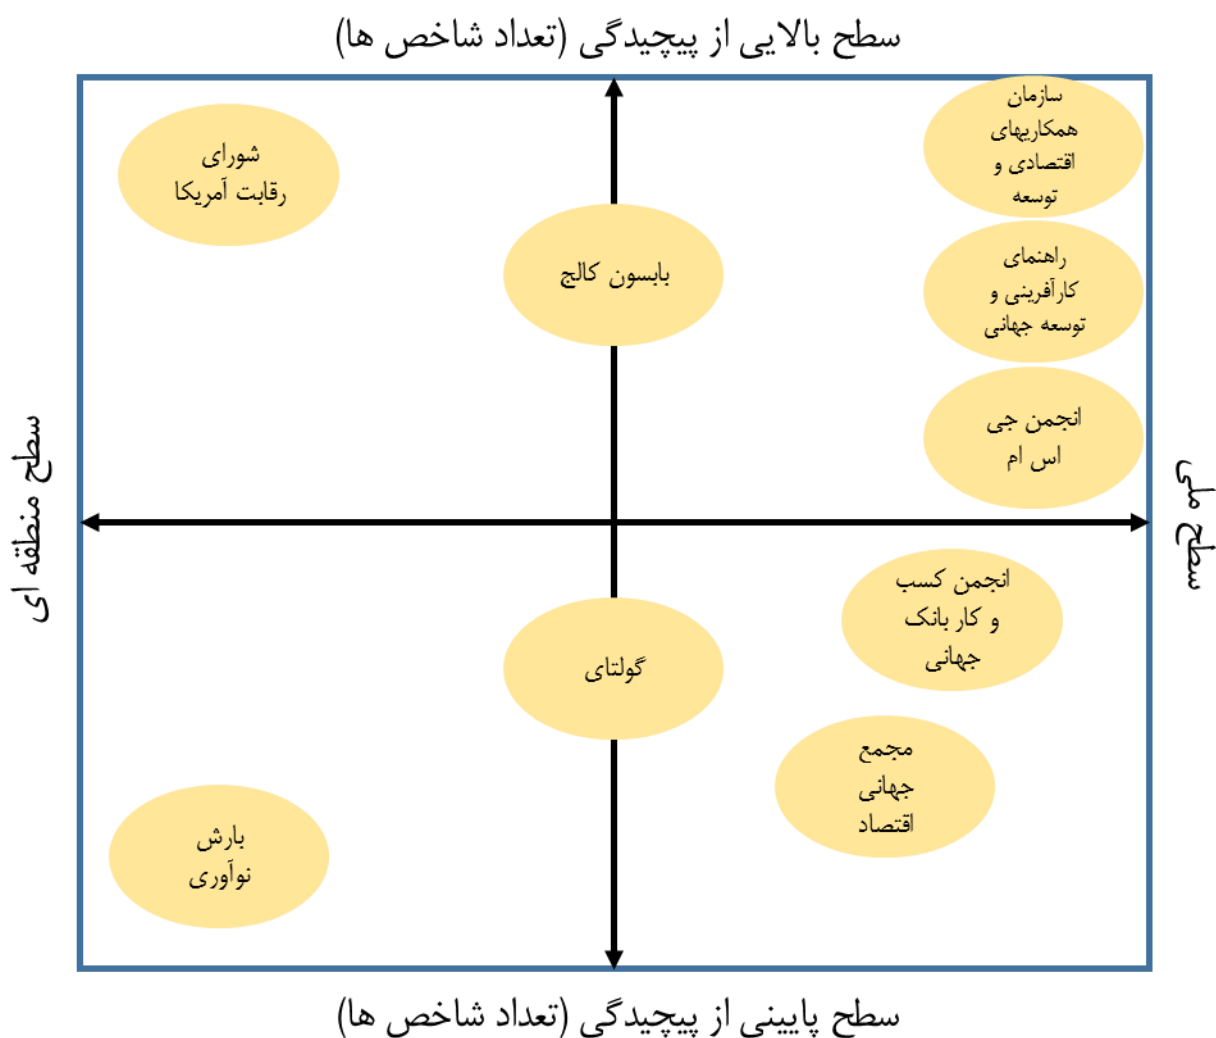 سطح بالایی از پیچیدگی (تعداد شاخص ها)
سازمان
همکاریهای
اقتصادی و
توسعه
شورای
رقابت آمریکا
بابسون کالج
راهنمای
کارآفرینی و
توسعه جهانی
انجمن جی
اس ام
سطح ملی
سطح منطقه ای
انجمن کسب
و کار بانک
جهانی
گولتای
مجمع
جهانی
اقتصاد
بارش
نوآوری
سطح پایینی از پیچیدگی (تعداد شاخص ها)